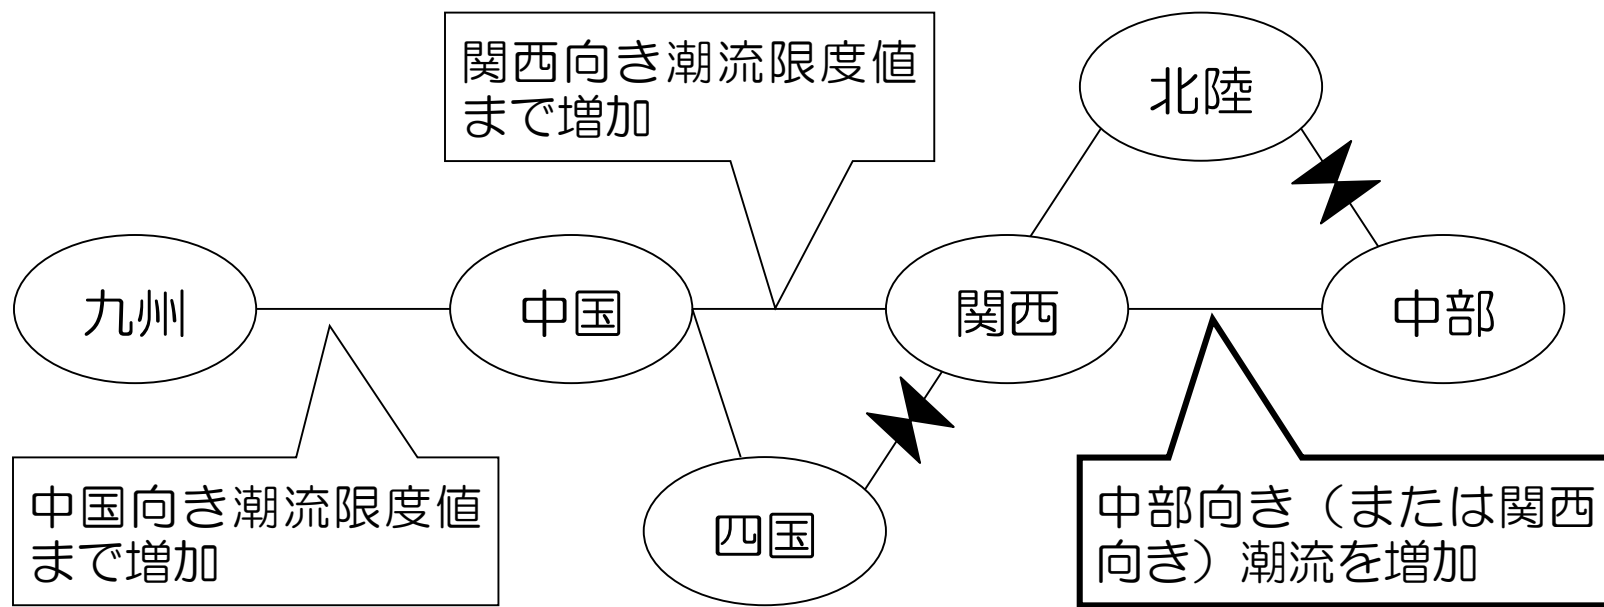 関西向き潮流限度値
まで増加
北陸
九州
中国
関西
中部
中国向き潮流限度値
まで増加
四国
中部向き（または関西
向き）潮流を増加